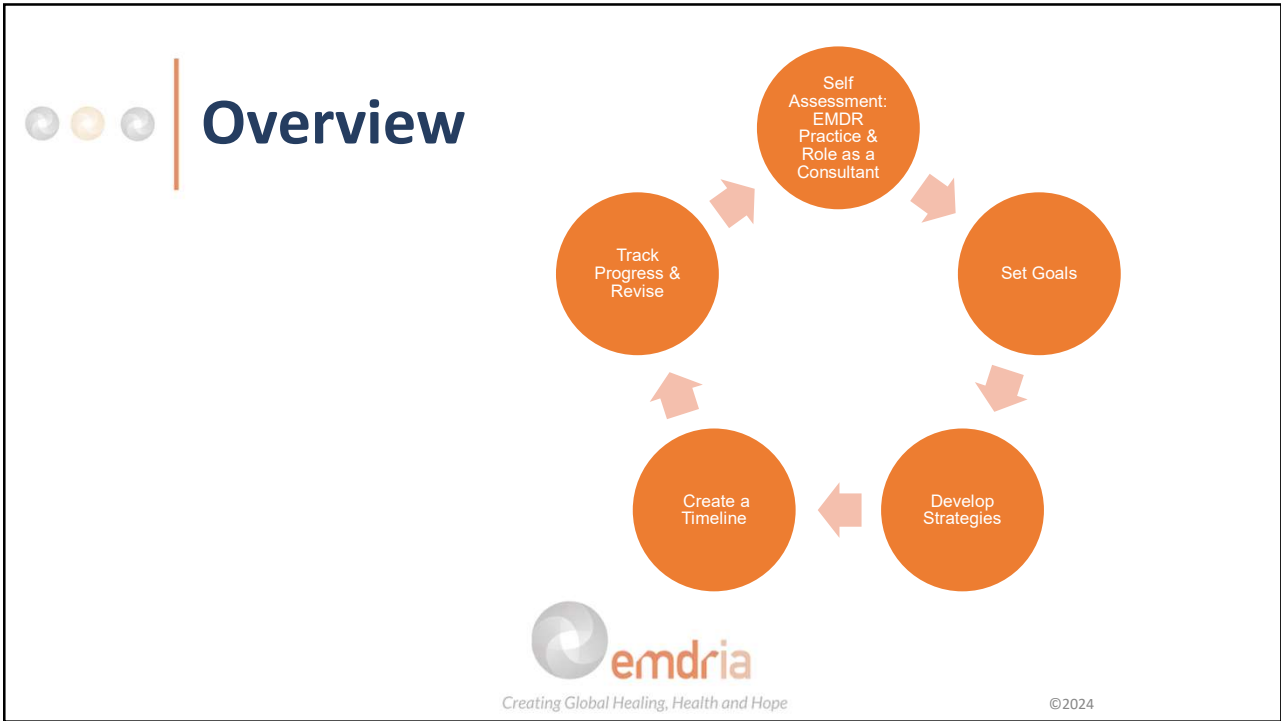 Overview
Self
Assessment:
EMDR
Practice &
Role as a
Consultant
Set Goals
Develop
Strategies
Create a
Timeline
Track
Progress &
Revise
emdria
Creating Global Healing, Health and Hope
©2024